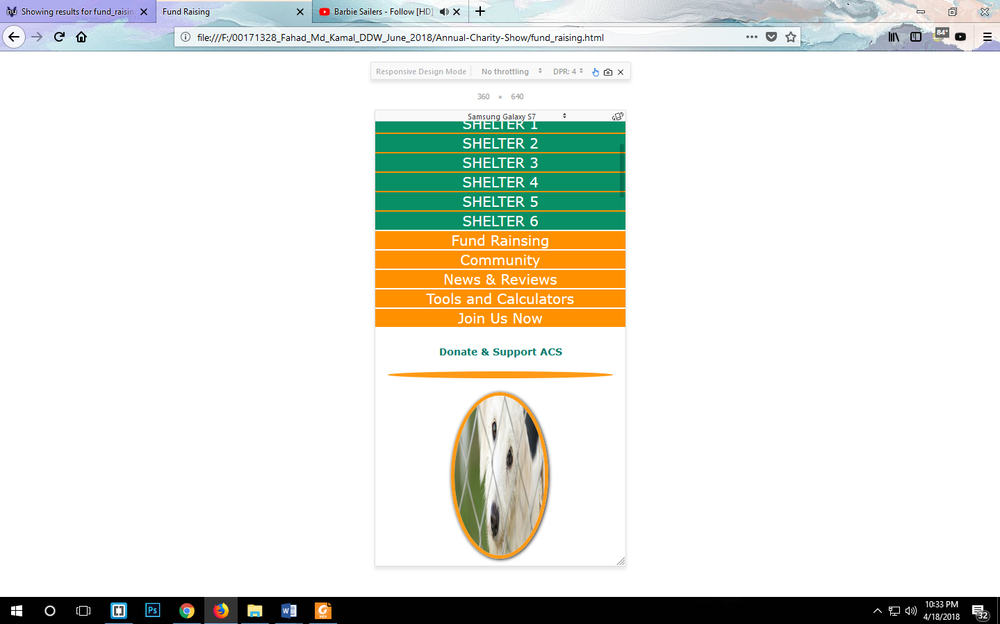 Showing results for fund_raisin
Fund Raising
Barbie Sailers - Follow [HD]
file:///F:/00171328_Fahad_Md_Kamal_DDW_June_2018/Annual-Charity-Show/fund_raising.html
84°
Responsive Design Mode No throttling DPR: 4
360 × 640
Samsung Galaxy S7
SHELTER 1
SHELTER 2
SHELTER 3
SHELTER 4
SHELTER 5
SHELTER 6
Fund Rainsing
Community
News & Reviews
Tools and Calculators
Join Us Now
Donate & Support ACS
Ps
PDF
10:33 PM
4/18/2018
32